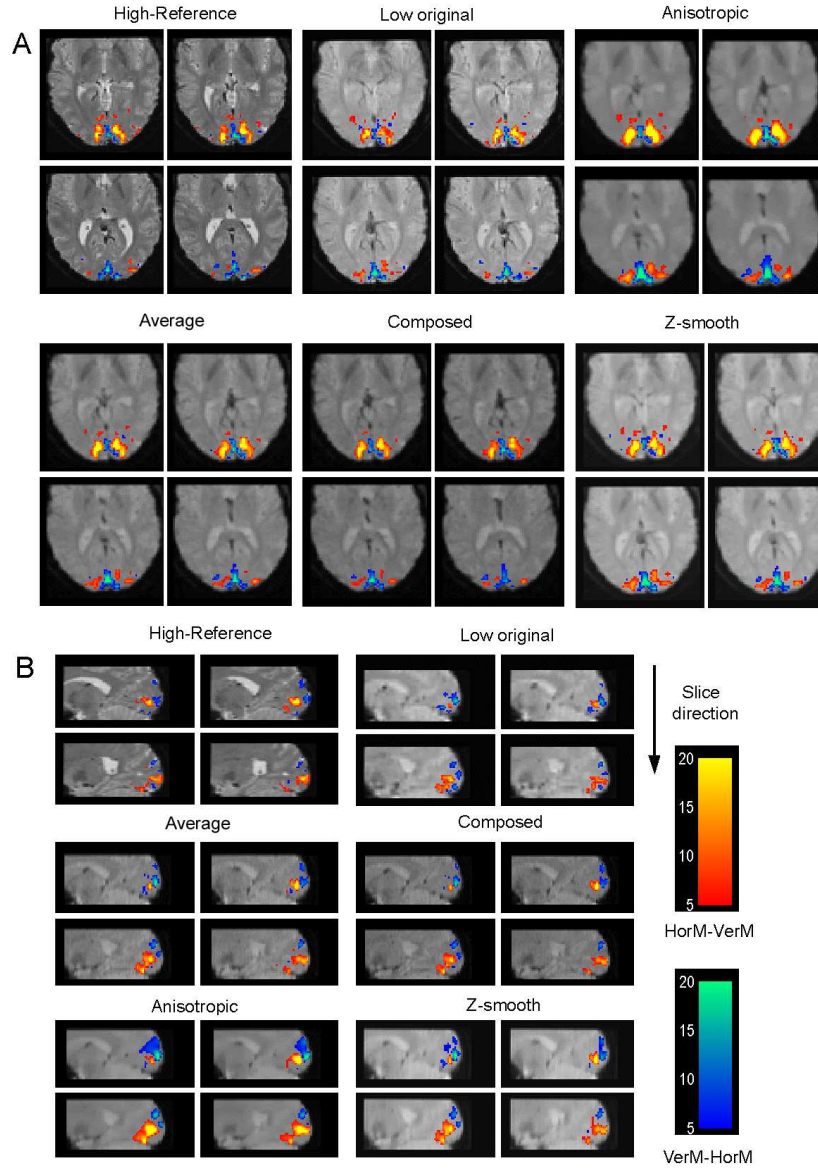 High-Reference Low original Anisotropic
A
Average Composed Z-smooth
B
High-Reference Low original
Slice
direction
20
15
10
5
HorM-VerM
Average Composed
Anisotropic Z-smooth
20
15
10
5
VerM-HorM